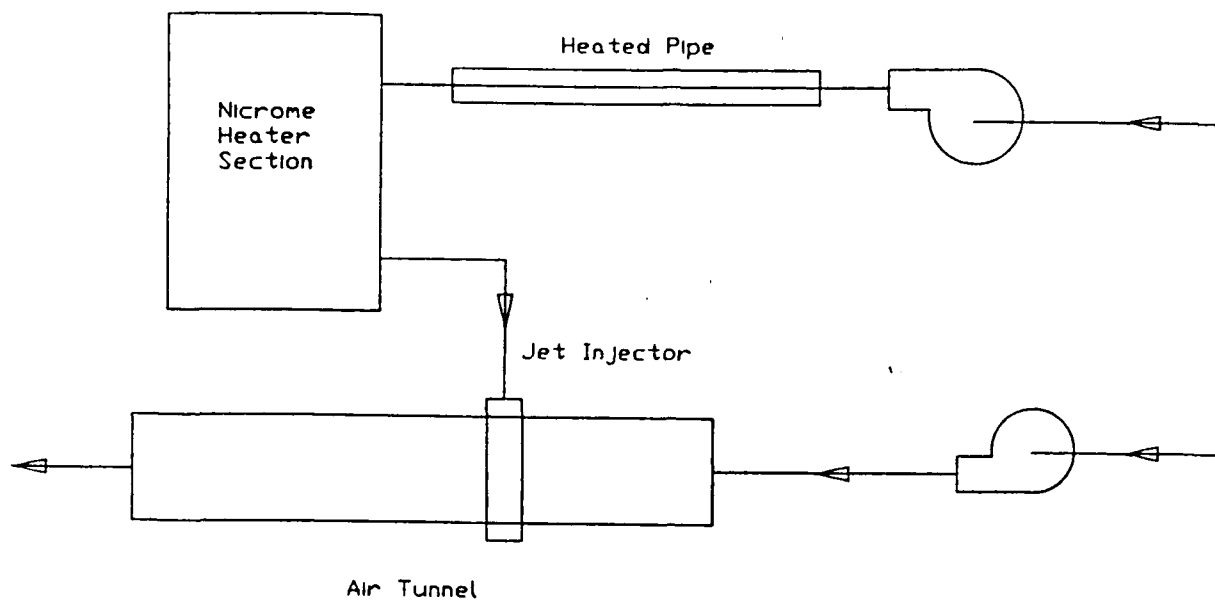 Heated Pipe
Nicrome
Heater
Section
Jet Injector
Air Tunnel